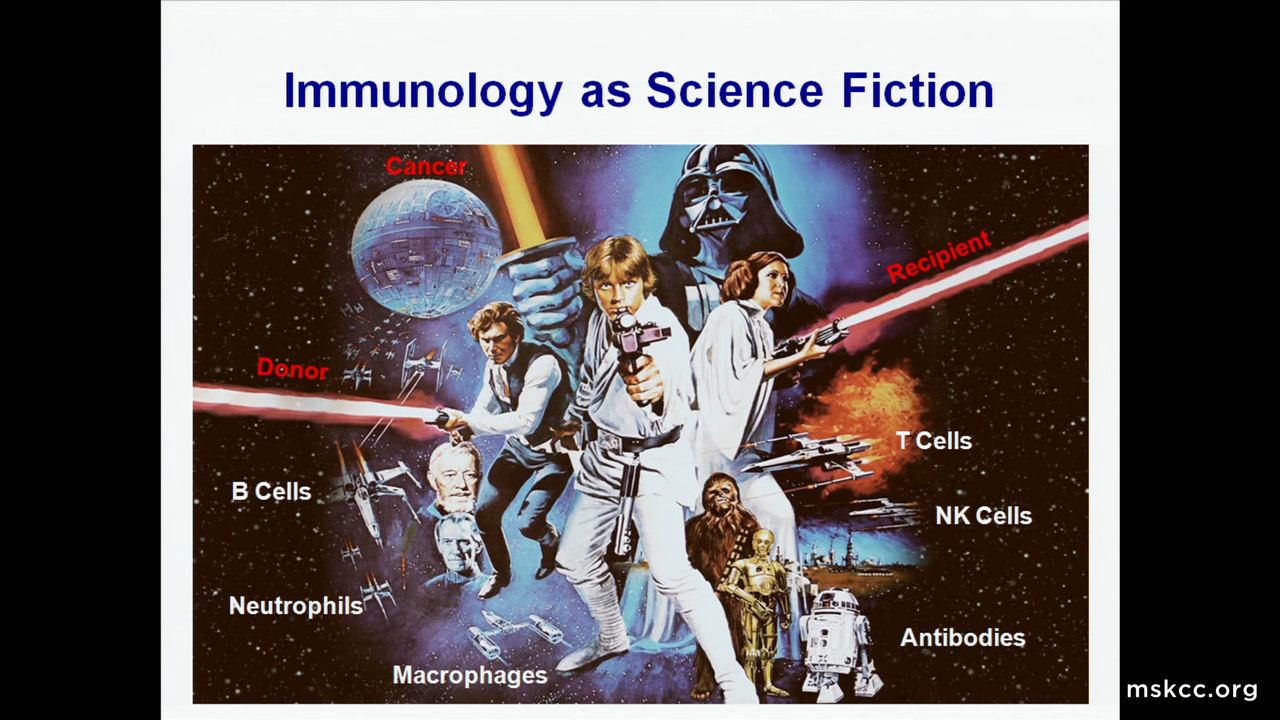 Immunology as Science Fiction
Cancer
Recipient
Donor
T Cells
B Cells
NK Cells
Neutrophils
Antibodies
Macrophages
mskcc.org